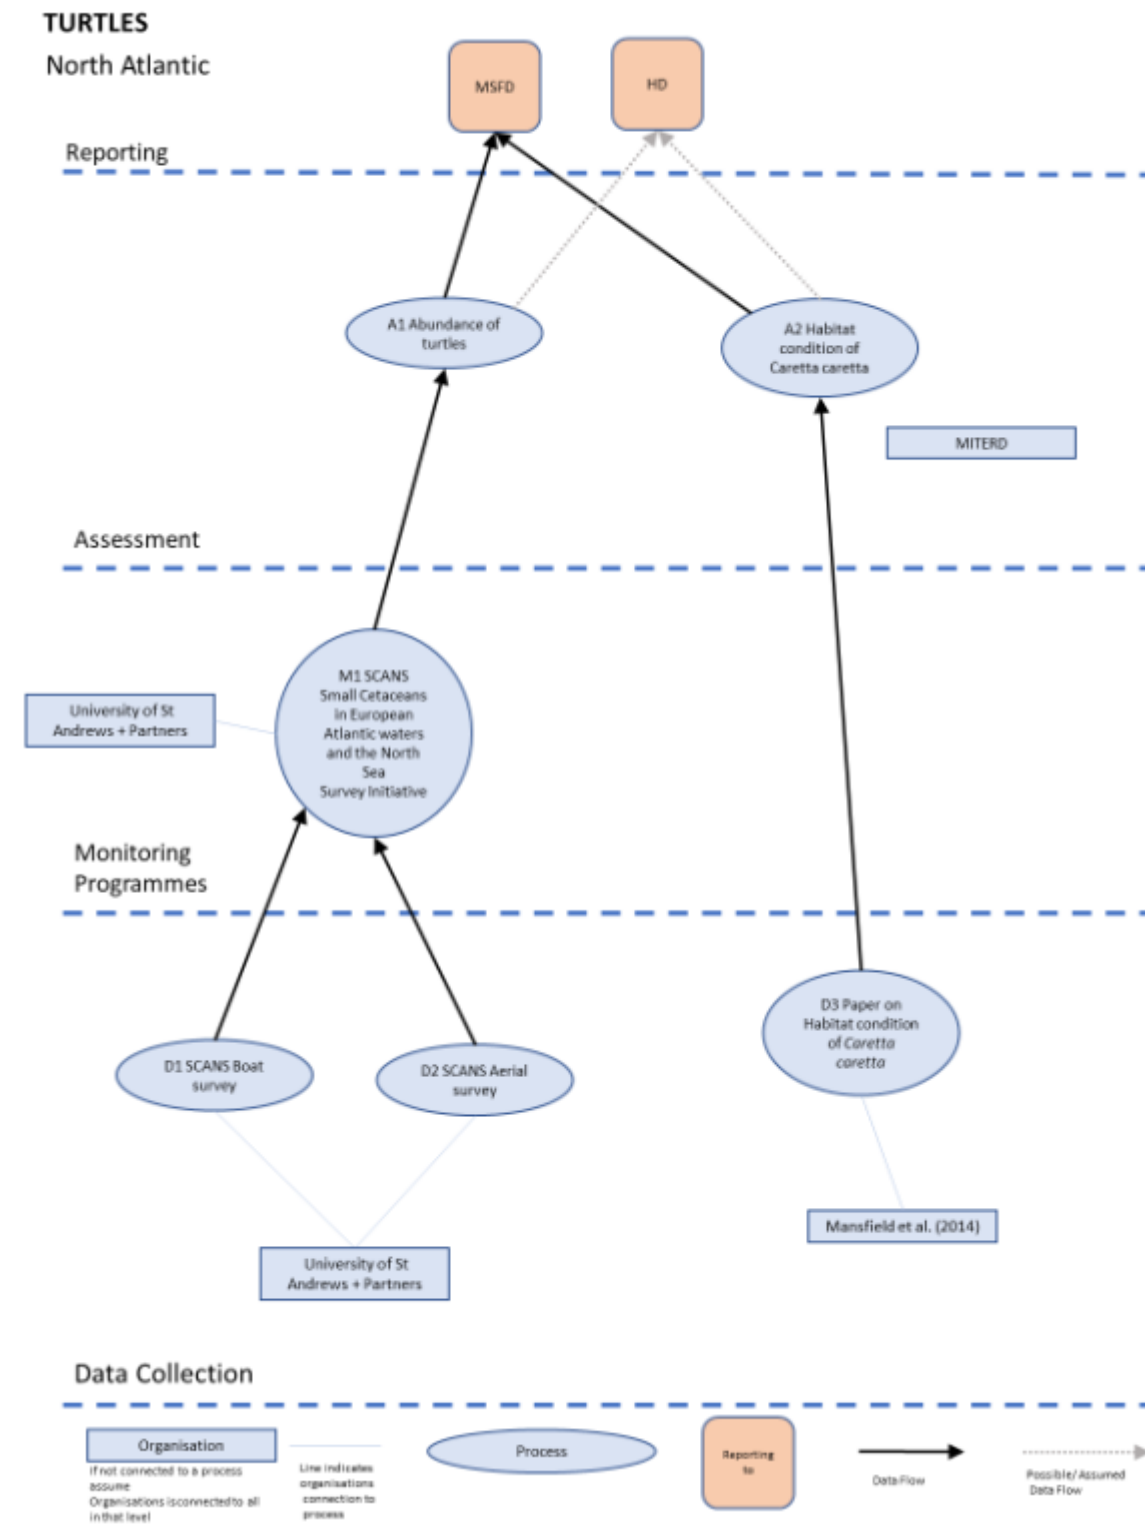 TURTLES
North Atlantic
MSFD
HD
Reporting
A1 Abundance of
turtles
A2 Habitat
condition of
Caretta caretta
MITERD
Assessment
M1 SCANS
Small Cetaceans
in European
Atlantic waters
and the North
Sea
Survey Initiative
University of St
Andrews + Partners
Monitoring
Programmes
D1 SCANS Boat
survey
D2 SCANS Aerial
survey
D3 Paper on
Habitat condition
of Caretta
caretta
Mansfield et al. (2014)
University of St
Andrews + Partners
Data Collection
Organisation
If not connected to a process
assume
Organisations is connected to all
in that level
Line indicates
organisations
connection to
process
Process
Reporting
to
Data Flow
Possible/ Assumed
Data Flow